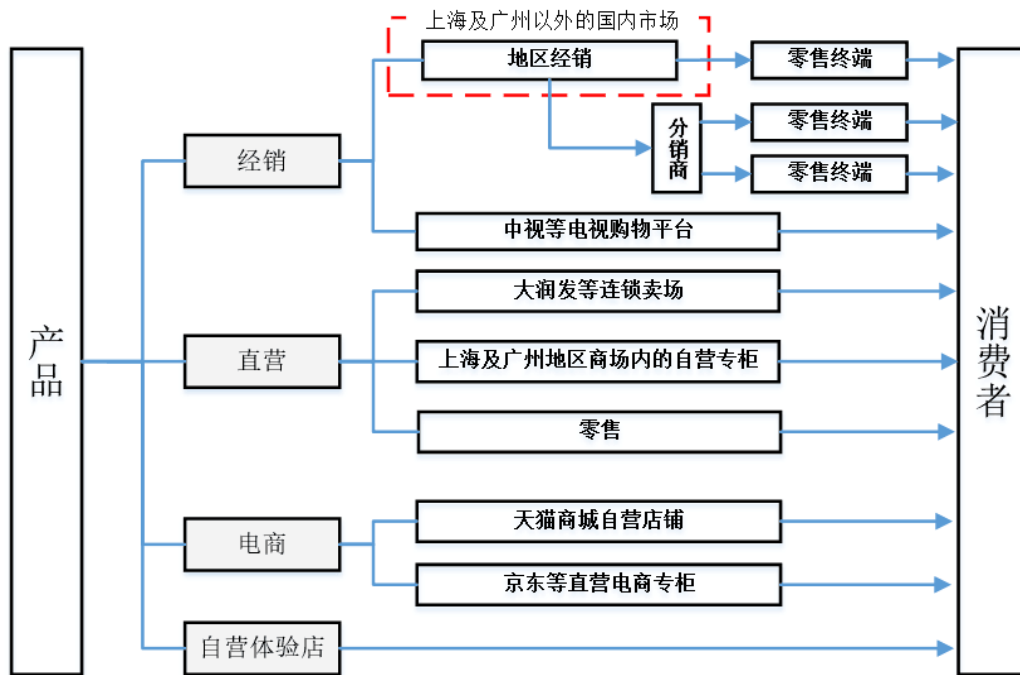 上海及广州以外的国内市场
地区经销
零售终端
分销商
零售终端
零售终端
经销
中视等电视购物平台
大润发等连锁卖场
产品
直营
上海及广州地区商场内的自营专柜
消费者
零售
天猫商城自营店铺
电商
京东等直营电商专柜
自营体验店